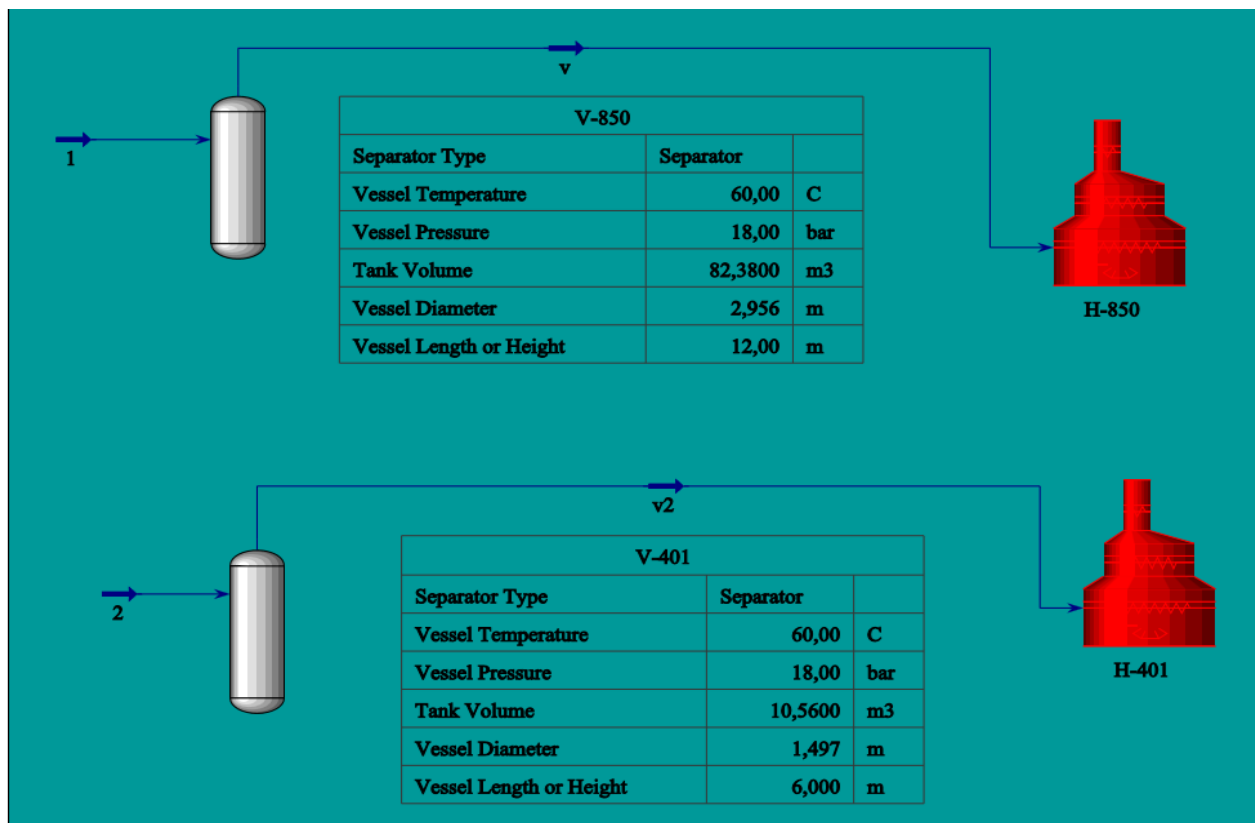 v
1
V-850
Separator Type Separator
Vessel Temperature 60,00 C
Vessel Pressure 18,00 bar
Tank Volume 82,3800 m3
Vessel Diameter 2,956 m
Vessel Length or Height 12,00 m
H-850
v2
2
V-401
Separator Type Separator
Vessel Temperature 60,00 C
Vessel Pressure 18,00 bar
Tank Volume 10,5600 m3
Vessel Diameter 1,497 m
Vessel Length or Height 6,000 m
H-401